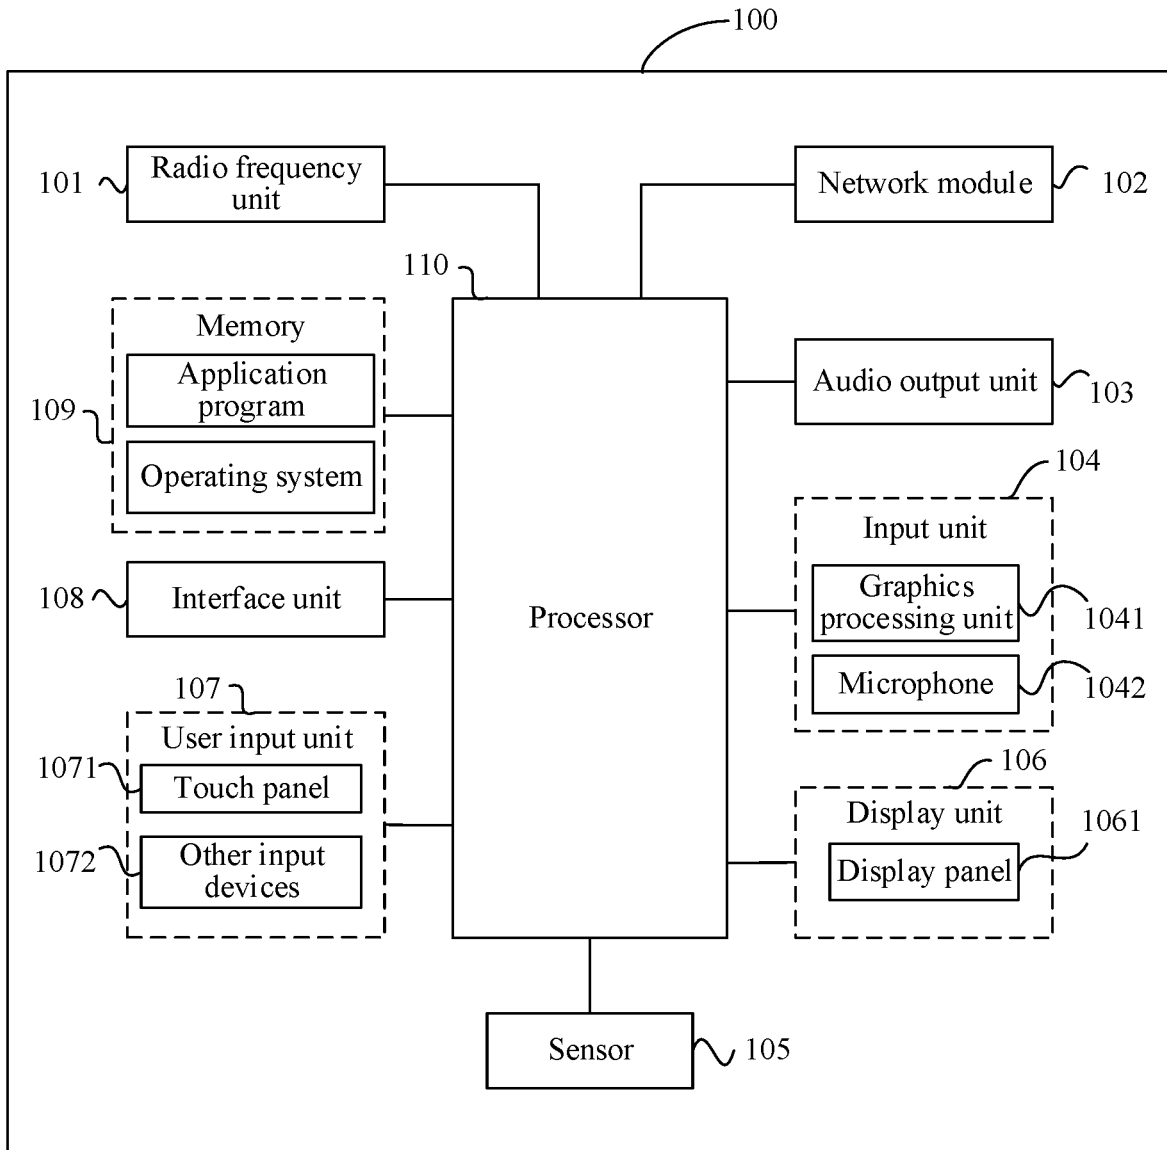 100
101
Radio frequency
unit
Network module
102
110
Memory
Application
program
109
Operating system
Audio output unit
103
104
Input unit
Graphics
processing unit
1041
Microphone
1042
108
Interface unit
Processor
107
User input unit
1071
Touch panel
1072
Other input
devices
106
Display unit
1061
Display panel
Sensor
105